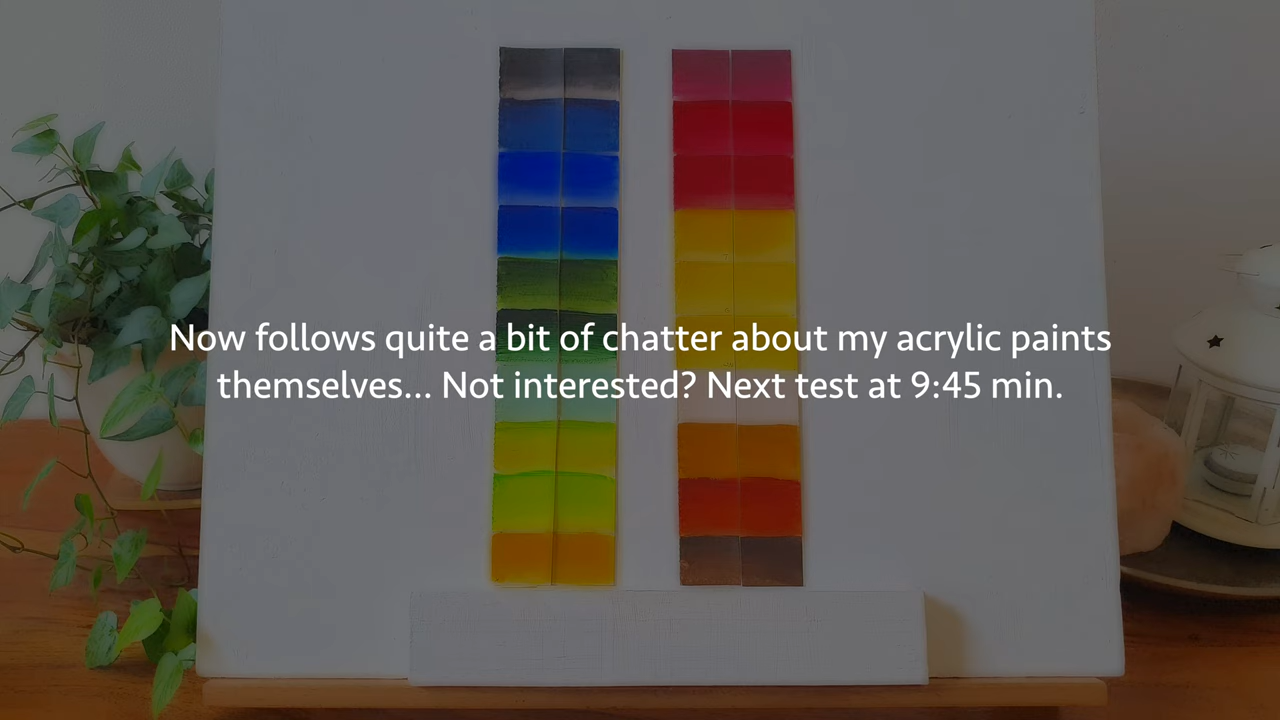 Now follows quite a bit of chatter about my acrylic paints
themselves... Not interested? Next test at 9:45 min.